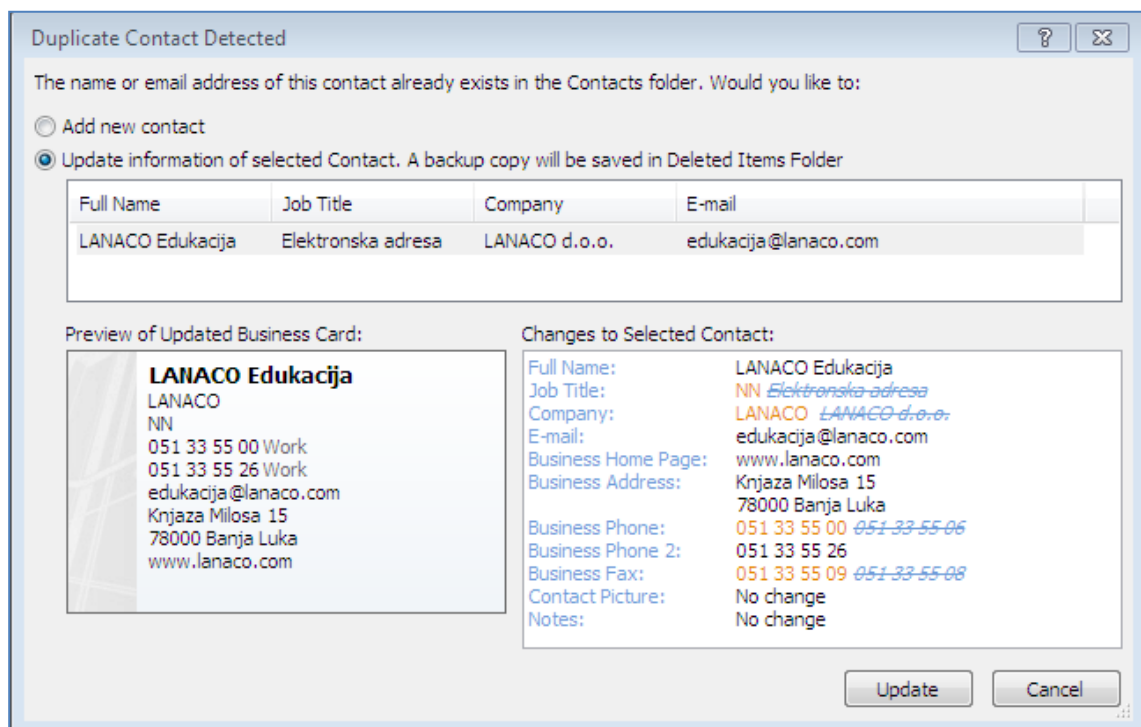 Duplicate Contact Detected
The name or email address of this contact already exists in the Contacts folder. Would you like to:
Add new contact
Update information of selected Contact. A backup copy will be saved in Deleted Items Folder
Full Name Job Title Company E-mail
LANACO Edukacija Elektronska adresa LANACO d.o.o. edukacija@lanaco.com
Preview of Updated Business Card:
LANACO Edukacija
LANACO
NN
051 33 55 00 Work
051 33 55 26 Work
edukacija@lanaco.com
Knjaza Milosa 15
78000 Banja Luka
www.lanaco.com
Changes to Selected Contact:
Full Name: LANACO Edukacija
Job Title: NN Elektronska adresa
Company: LANACO LANACO d.o.o.
E-mail: edukacija@lanaco.com
Business Home Page: www.lanaco.com
Business Address: Knjaza Milosa 15
78000 Banja Luka
Business Phone: 051 33 55 00 051 33 55 06
Business Phone 2: 051 33 55 26
Business Fax: 051 33 55 09 051 33 55 08
Contact Picture: No change
Notes: No change
Update Cancel